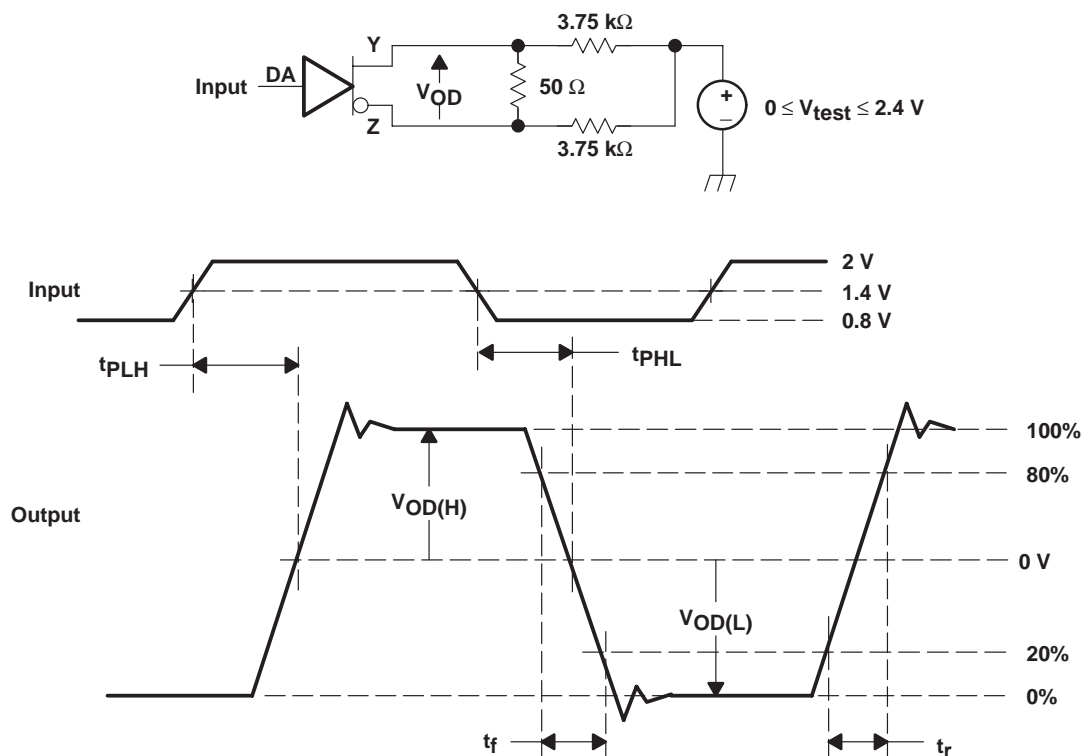 3.75 kΩ
Y
Input
DA
VOD
50 Ω
+
–
0 ≤ Vtest ≤ 2.4 V
Z
3.75 kΩ
2 V
Input
1.4 V
0.8 V
tPLH
tPHL
100%
80%
VOD(H)
Output
0 V
VOD(L)
20%
0%
tf
tr